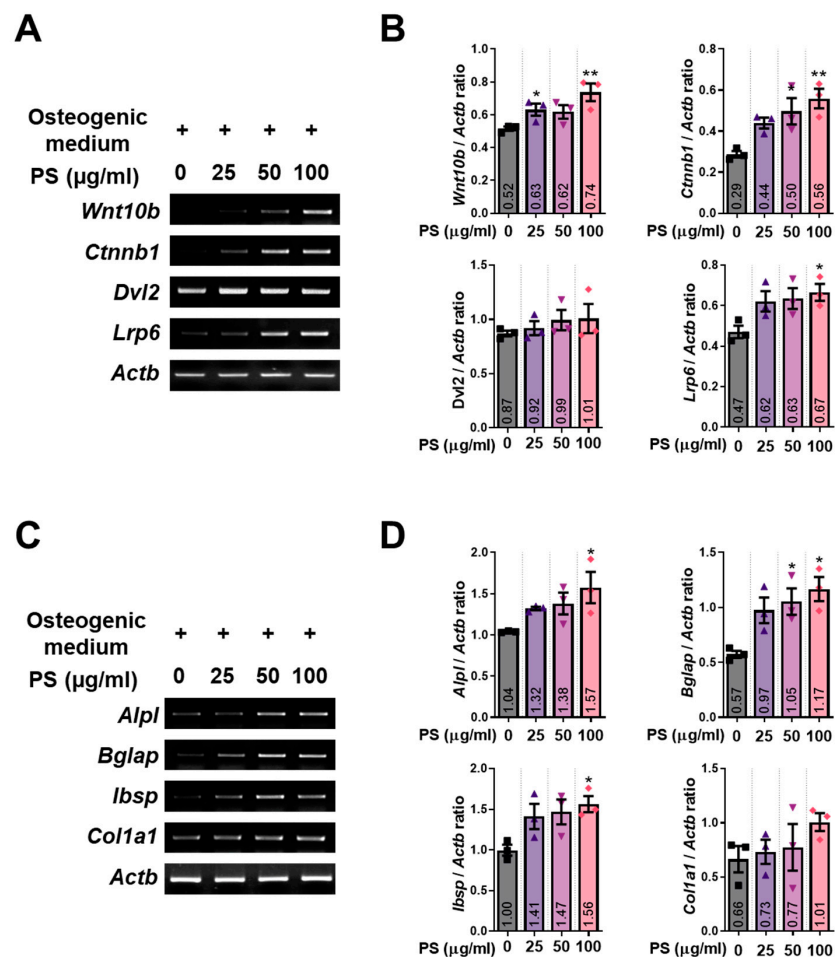 A
Osteogenic
medium
+ + + +
PS (μg/ml)
0 25 50 100
Wnt10b
Ctnnb1
Dvl2
Lrp6
Actb
B
Wnt10b / Actb ratio
1.0
0.8
0.6
0.4
0.2
0.0
* **
0.52 0.63 0.62 0.74
PS (μg/ml) 0 25 50 100
Ctnnb1 / Actb ratio
0.8
0.6
0.4
0.2
0.0
* **
0.29 0.44 0.50 0.56
PS (μg/ml) 0 25 50 100
Dvl2 / Actb ratio
1.5
1.0
0.5
0.0
0.87 0.92 0.99 1.01
PS (μg/ml) 0 25 50 100
Lrp6 / Actb ratio
0.8
0.6
0.4
0.2
0.0
*
0.47 0.62 0.63 0.67
PS (μg/ml) 0 25 50 100
C
Osteogenic
medium
+ + + +
PS (μg/ml)
0 25 50 100
Alpl
Bglap
Ibsp
Col1a1
Actb
D
Alpl / Actb ratio
2.0
1.5
1.0
0.5
0.0
*
1.04 1.32 1.38 1.57
PS (μg/ml) 0 25 50 100
Bglap / Actb ratio
1.5
1.0
0.5
0.0
* *
0.57 0.97 1.05 1.17
PS (μg/ml) 0 25 50 100
Ibsp / Actb ratio
2.0
1.5
1.0
0.5
0.0
*
1.00 1.41 1.47 1.56
PS (μg/ml) 0 25 50 100
Col1a1 / Actb ratio
1.5
1.0
0.5
0.0
0.66 0.73 0.77 1.01
PS (μg/ml) 0 25 50 100